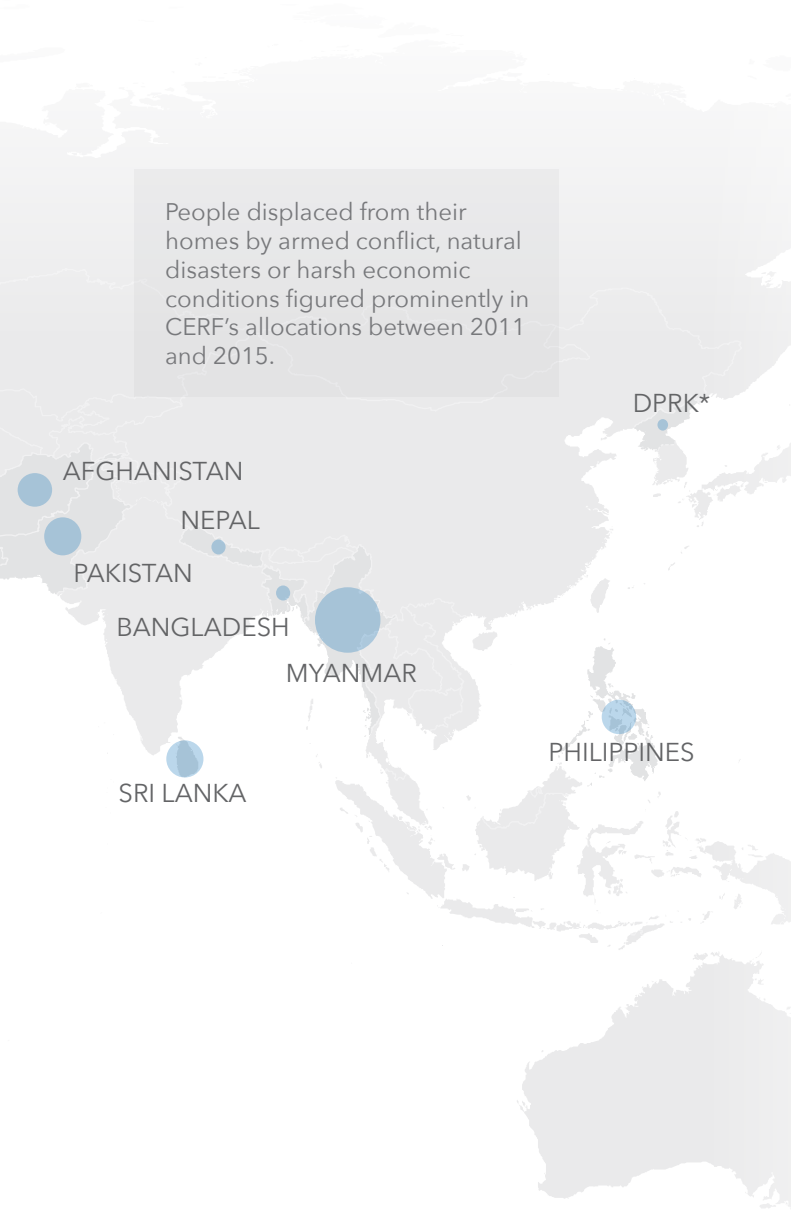 People displaced from their
homes by armed conflict, natural
disasters or harsh economic
conditions figured prominently in
CERF’s allocations between 2011
and 2015.
DPRK*
AFGHANISTAN
NEPAL
PAKISTAN
BANGLADESH
MYANMAR
PHILIPPINES
SRI LANKA